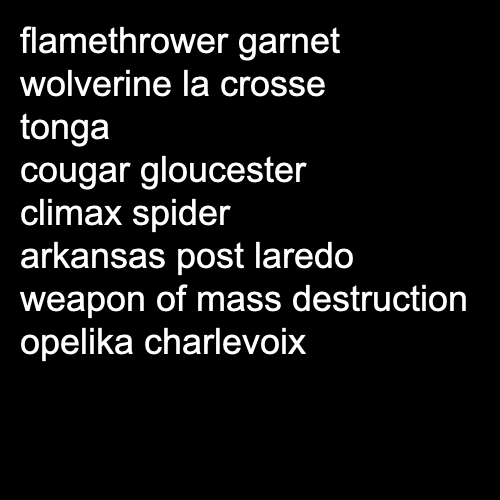 flamethrower garnet
wolverine la crosse
tonga
cougar gloucester
climax spider
arkansas post laredo
weapon of mass destruction
opelika charlevoix